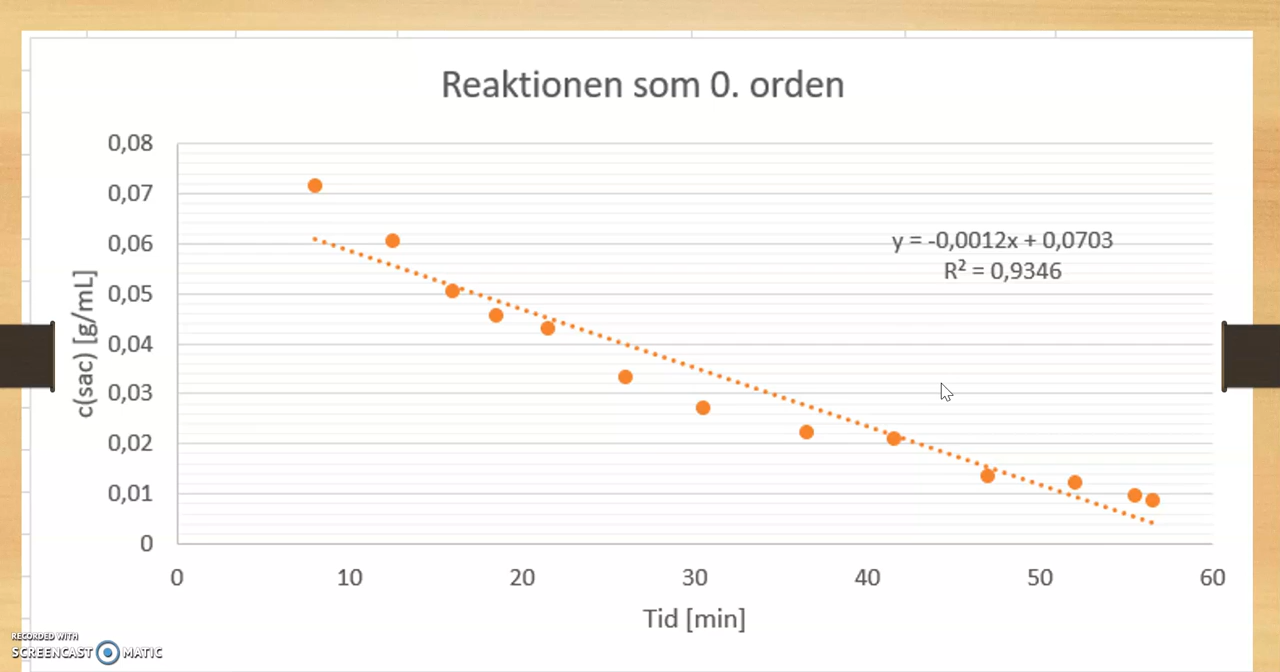 Reaktionen som 0. orden
0,08
0,07
0,06
0,05
0,04
0,03
0,02
0,01
0
c(sac) [g/mL]
y = -0,0012x + 0,0703
R² = 0,9346
0 10 20 30 40 50 60
Tid [min]
RECORDED WITH
SCREENCAST MATIC